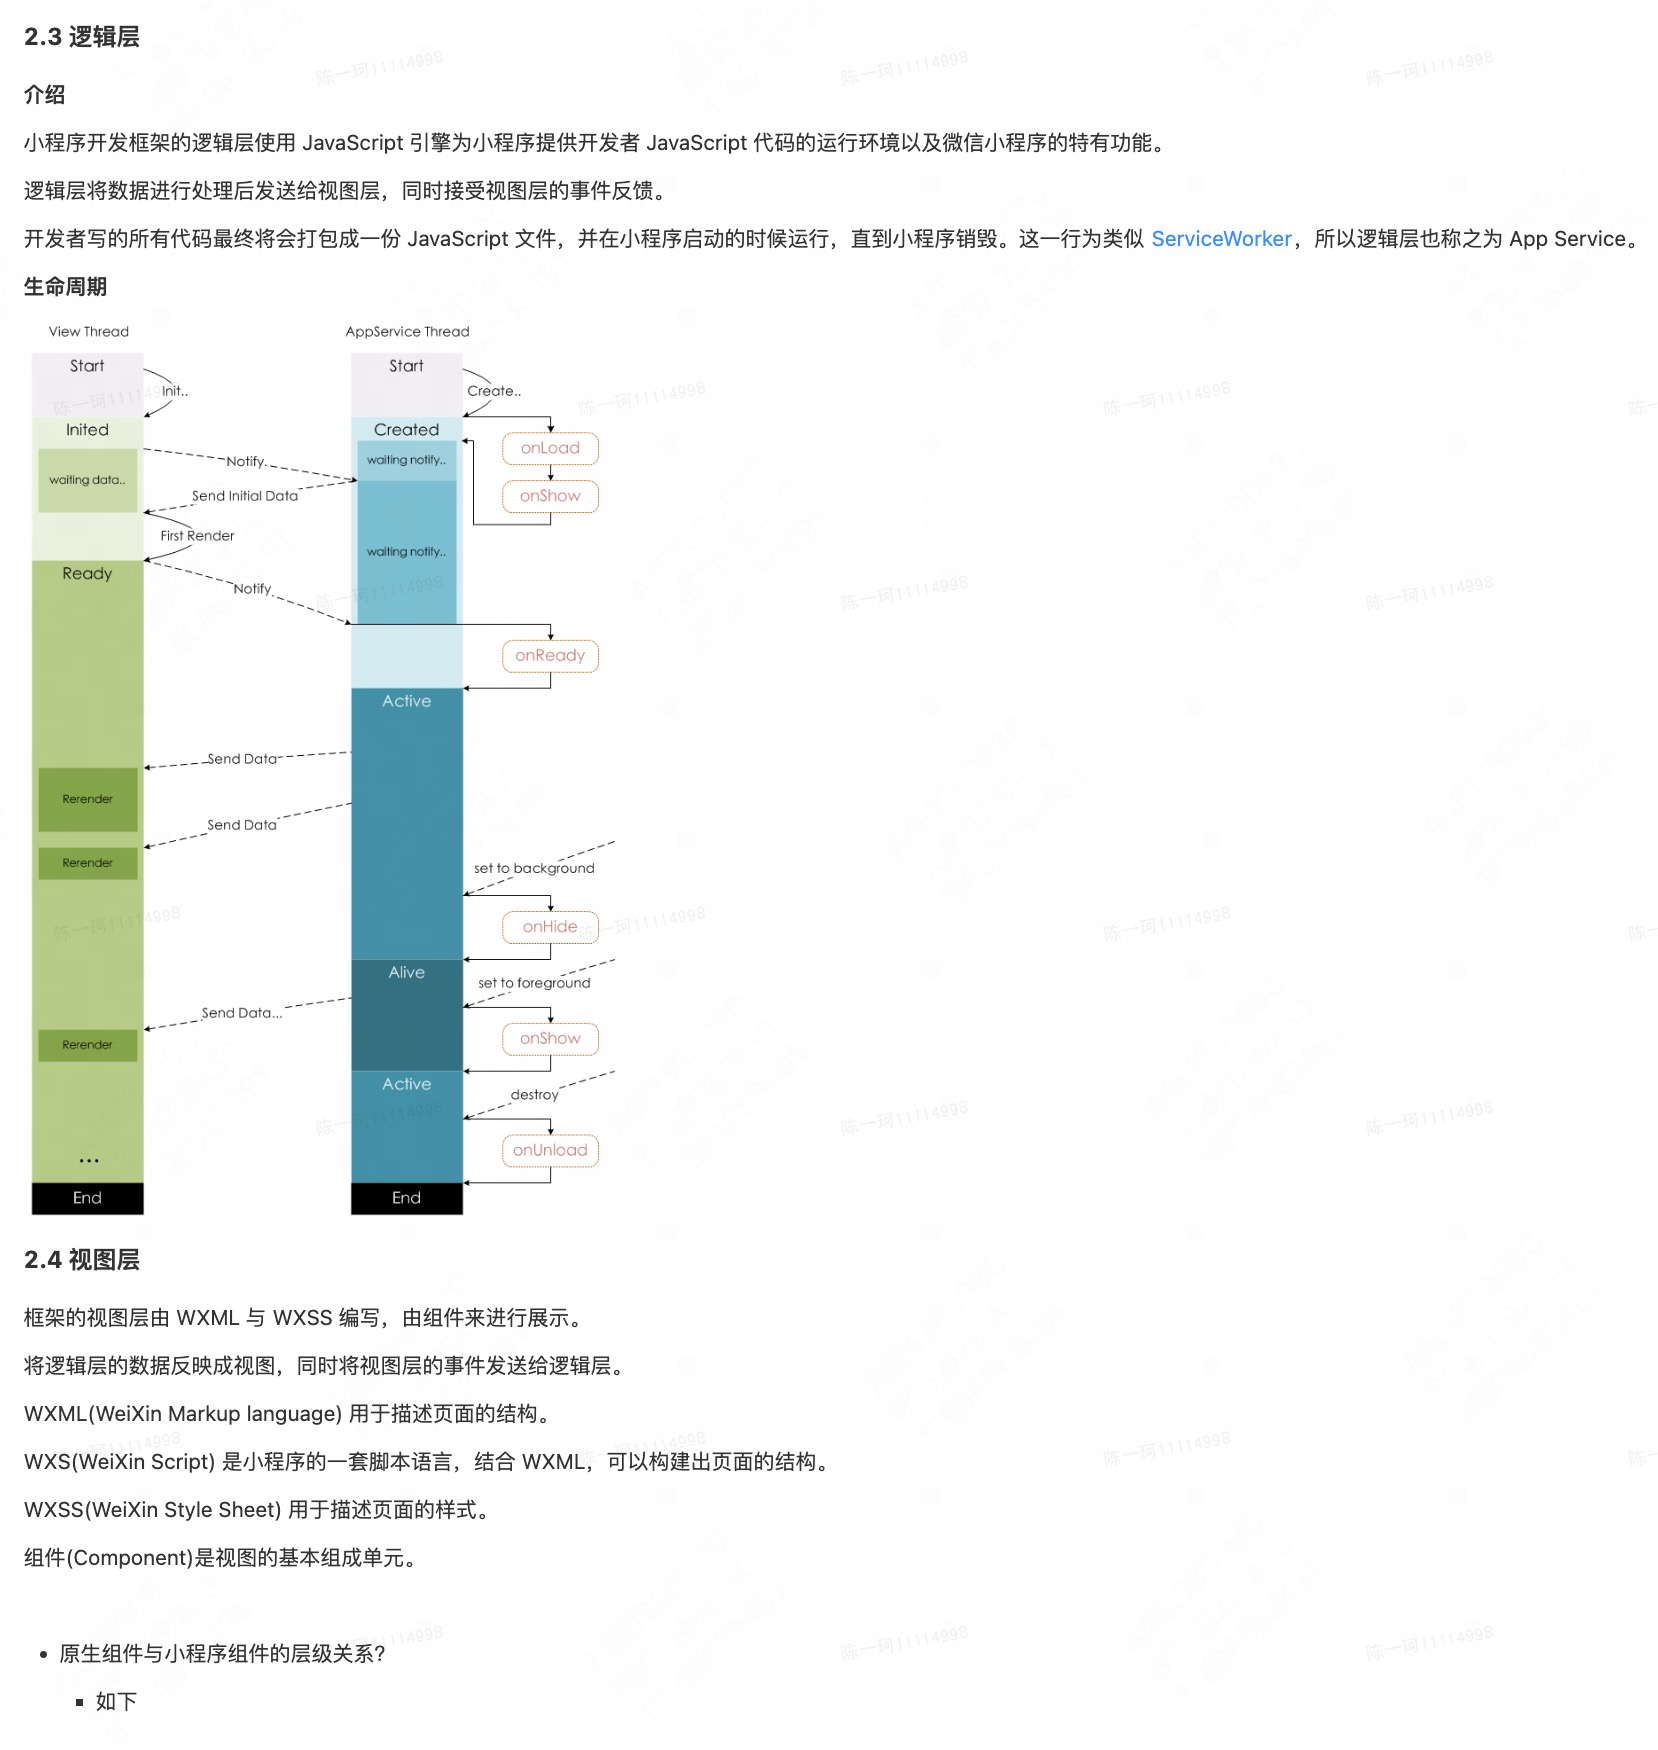 2.3 逻辑层
介绍
小程序开发框架的逻辑层使用 JavaScript 引擎为小程序提供开发者 JavaScript 代码的运行环境以及微信小程序的特有功能。
逻辑层将数据进行处理后发送给视图层，同时接受视图层的事件反馈。
开发者写的所有代码最终将会打包成一份 JavaScript 文件，并在小程序启动的时候运行，直到小程序销毁。这一行为类似 ServiceWorker，所以逻辑层也称之为 App Service。
生命周期
View Thread
AppService Thread
Start
Start
Init..
Create..
Inited
Created
onLoad
waiting notify..
Notify
waiting data..
Send Initial Data
onShow
First Render
waiting notify..
Ready
Notify
onReady
Active
Send Data
Rerender
Send Data
Rerender
set to background
onHide
Alive
set to foreground
Send Data...
onShow
Rerender
Active
destroy
onUnload
...
End
End
2.4 视图层
框架的视图层由 WXML 与 WXSS 编写，由组件来进行展示。
将逻辑层的数据反映成视图，同时将视图层的事件发送给逻辑层。
WXML(WeiXin Markup language) 用于描述页面的结构。
WXS(WeiXin Script) 是小程序的一套脚本语言，结合 WXML，可以构建出页面的结构。
WXSS(WeiXin Style Sheet) 用于描述页面的样式。
组件(Component)是视图的基本组成单元。
• 原生组件与小程序组件的层级关系?
▪ 如下
陈一珂11114998